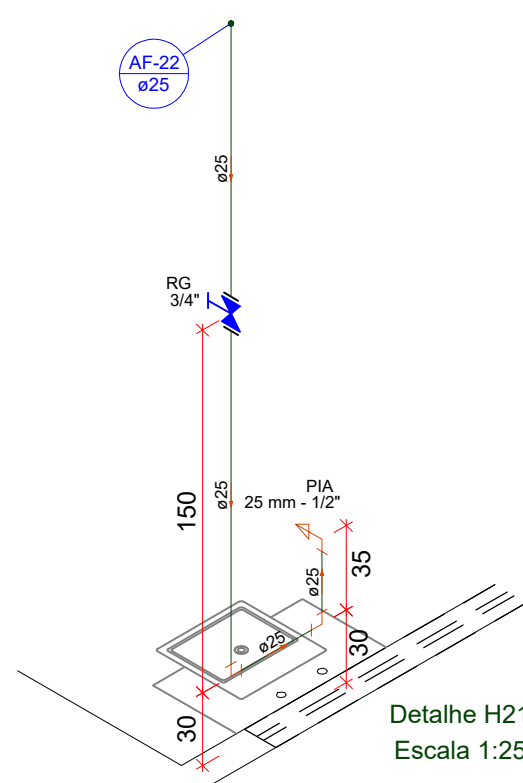 AF-22
ø25
ø25
RG
3/4"
150
ø25
PIA
25 mm - 1/2"
35
ø25
ø25
30
30
Detalhe H21
Escala 1:25